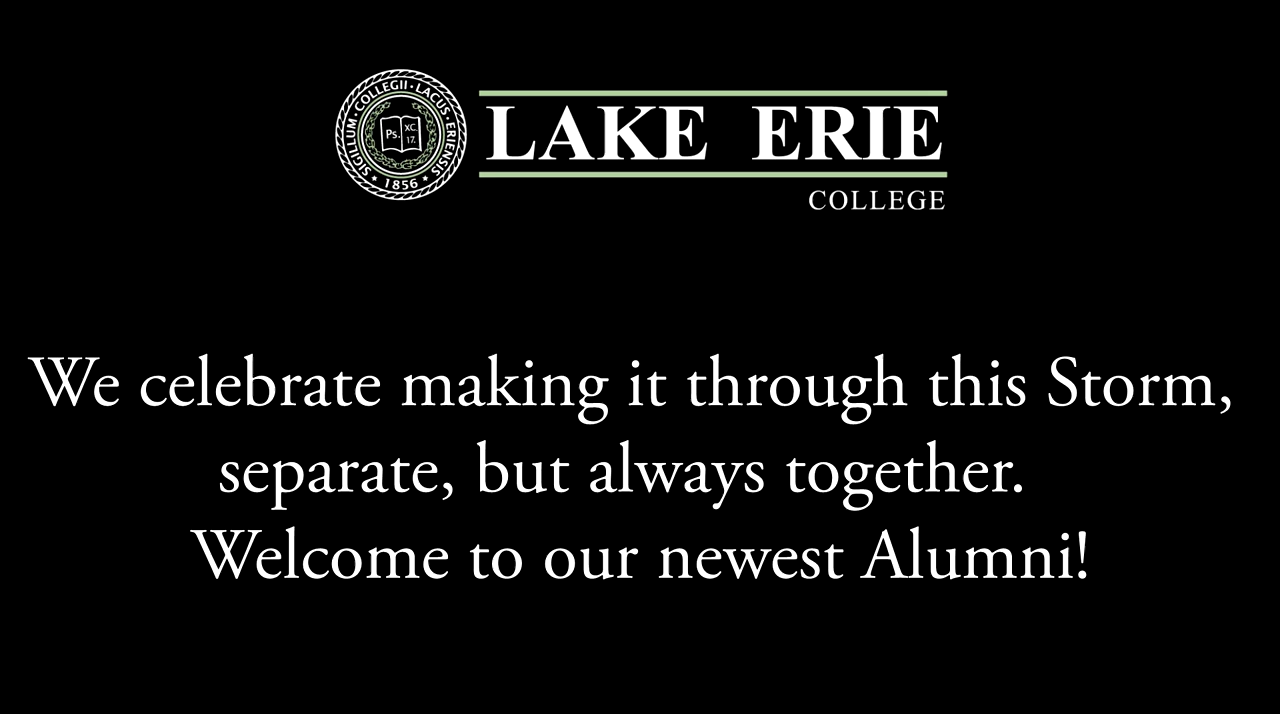 SIGILLUM · COLLEGII · LACUS · ERIENSIS
Ps. XC. 17.
1856
LAKE ERIE
COLLEGE
We celebrate making it through this Storm,
separate, but always together.
Welcome to our newest Alumni!